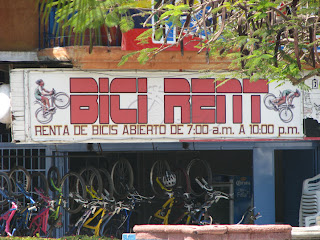 BICI RENT
RENTA DE BICIS ABIERTO DE 7:00 a.m. A 10:00 p.m.